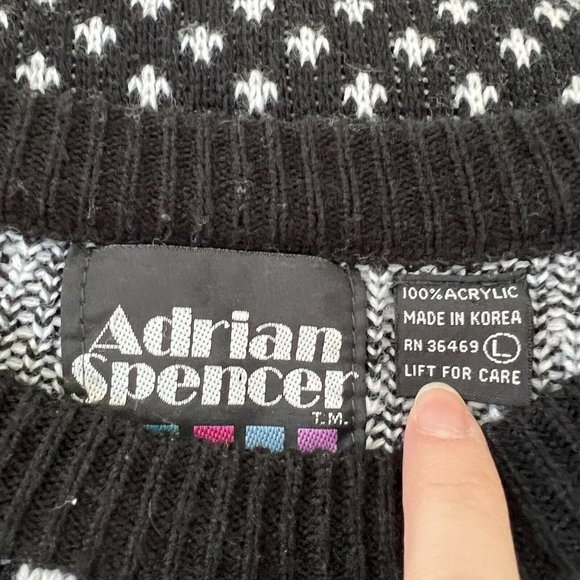 Adrian
Spencer
T.M.
100% ACRYLIC
MADE IN KOREA
RN 36469 L
LIFT FOR CARE